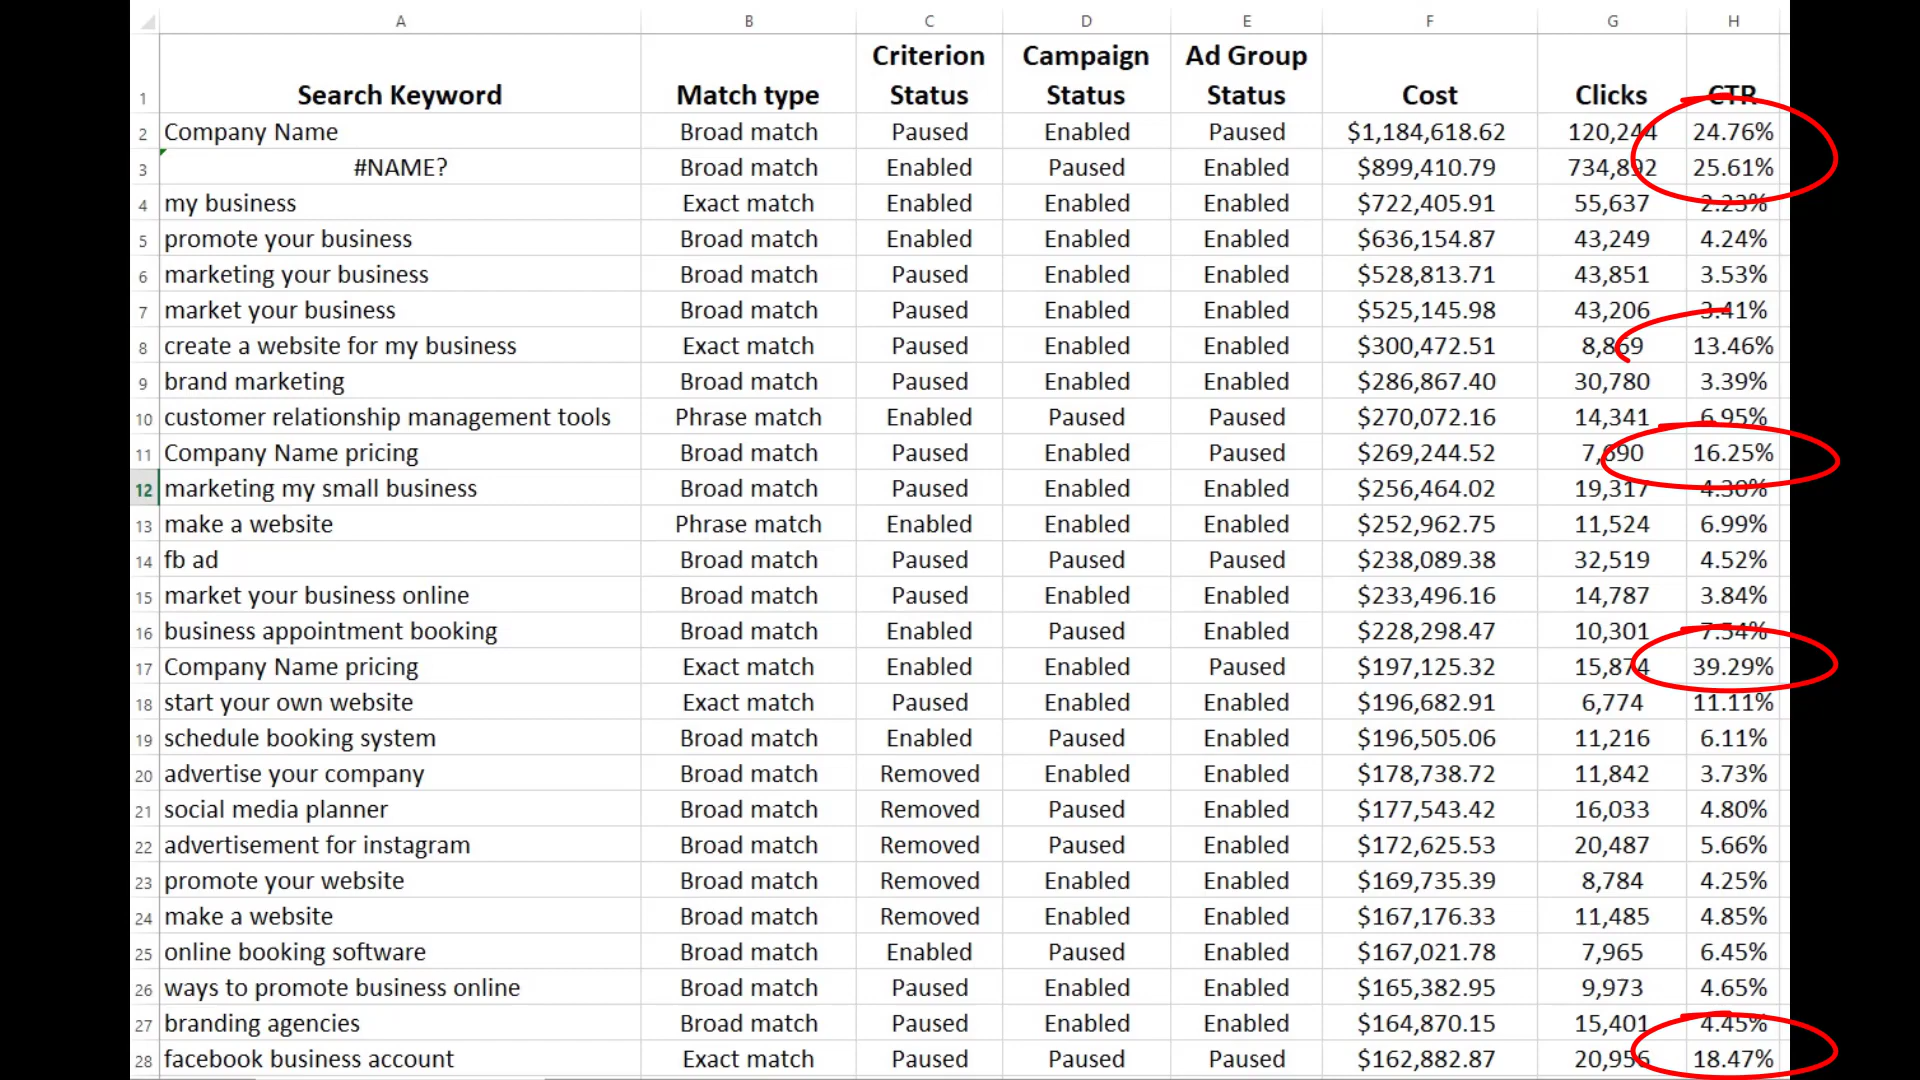 A B C D E F G H
1 Search Keyword Match type Criterion Status Campaign Status Ad Group Status Cost Clicks CTR
2 Company Name Broad match Paused Enabled Paused $1,184,618.62 120,244 24.76%
3 #NAME? Broad match Enabled Paused Enabled $899,410.79 734,892 25.61%
4 my business Exact match Enabled Enabled Enabled $722,405.91 55,637 2.23%
5 promote your business Broad match Enabled Enabled Enabled $636,154.87 43,249 4.24%
6 marketing your business Broad match Paused Enabled Enabled $528,813.71 43,851 3.53%
7 market your business Broad match Paused Enabled Enabled $525,145.98 43,206 3.41%
8 create a website for my business Exact match Paused Enabled Enabled $300,472.51 8,869 13.46%
9 brand marketing Broad match Paused Enabled Enabled $286,867.40 30,780 3.39%
10 customer relationship management tools Phrase match Enabled Paused Paused $270,072.16 14,341 6.95%
11 Company Name pricing Broad match Paused Enabled Paused $269,244.52 7,690 16.25%
12 marketing my small business Broad match Paused Enabled Enabled $256,464.02 19,317 4.30%
13 make a website Phrase match Enabled Enabled Enabled $252,962.75 11,524 6.99%
14 fb ad Broad match Paused Paused Paused $238,089.38 32,519 4.52%
15 market your business online Broad match Paused Enabled Enabled $233,496.16 14,787 3.84%
16 business appointment booking Broad match Enabled Paused Enabled $228,298.47 10,301 7.54%
17 Company Name pricing Exact match Enabled Enabled Paused $197,125.32 15,874 39.29%
18 start your own website Exact match Paused Enabled Enabled $196,682.91 6,774 11.11%
19 schedule booking system Broad match Enabled Paused Enabled $196,505.06 11,216 6.11%
20 advertise your company Broad match Removed Enabled Enabled $178,738.72 11,842 3.73%
21 social media planner Broad match Removed Paused Enabled $177,543.42 16,033 4.80%
22 advertisement for instagram Broad match Removed Paused Enabled $172,625.53 20,487 5.66%
23 promote your website Broad match Removed Enabled Enabled $169,735.39 8,784 4.25%
24 make a website Broad match Removed Enabled Enabled $167,176.33 11,485 4.85%
25 online booking software Broad match Enabled Paused Enabled $167,021.78 7,965 6.45%
26 ways to promote business online Broad match Paused Enabled Enabled $165,382.95 9,973 4.65%
27 branding agencies Broad match Paused Enabled Enabled $164,870.15 15,401 4.45%
28 facebook business account Exact match Paused Paused Paused $162,882.87 20,956 18.47%